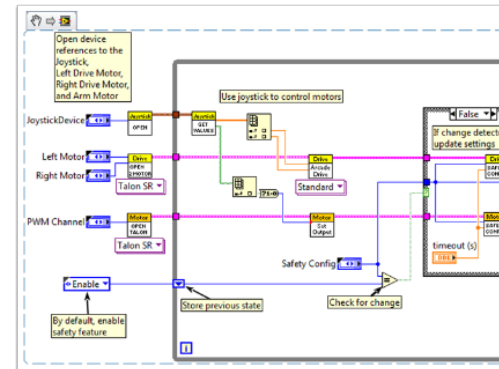 Open device
references to the
Joystick,
Left Drive Motor,
Right Drive Motor,
and Arm Motor
Use joystick to control motors
False
If change detect
update settings
JoystickDevice
Joystick
OPEN
Joystick
GET
VALUES
Left Motor
Right Motor
Drive
OPEN
2 MOTOR
Talon SR
Drive
Arcade
Drive
Standard
PWM Channel
Motor
OPEN
TALON
Talon SR
Motor
Set
Output
timeout (s)
DBL
Safety Config
Enable
Store previous state
Check for change
By default, enable
safety feature
i